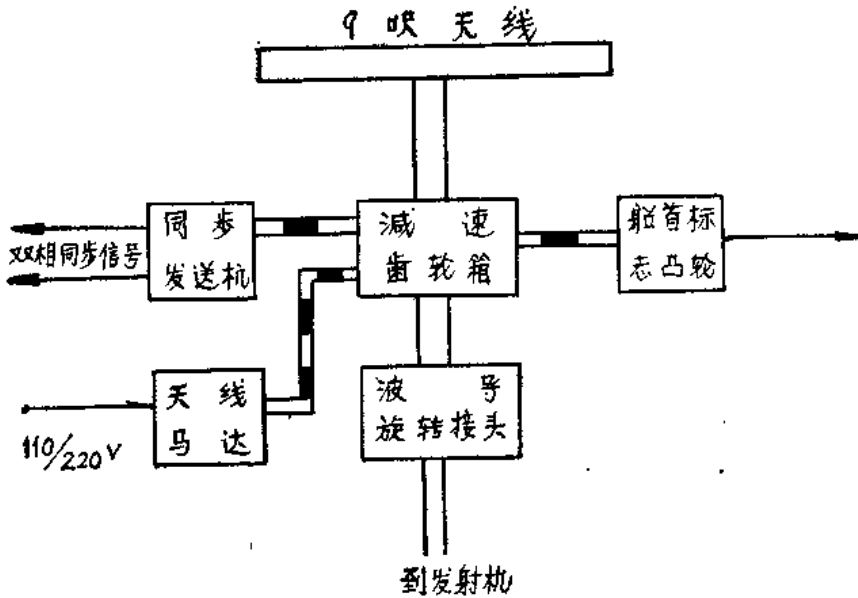 9 呎 天 线
同 步
发送机
双相同步信号
减 速
齿轮箱
船首标
志凸轮
天 线
马 达
110/220V
波 导
旋转接头
到发射机